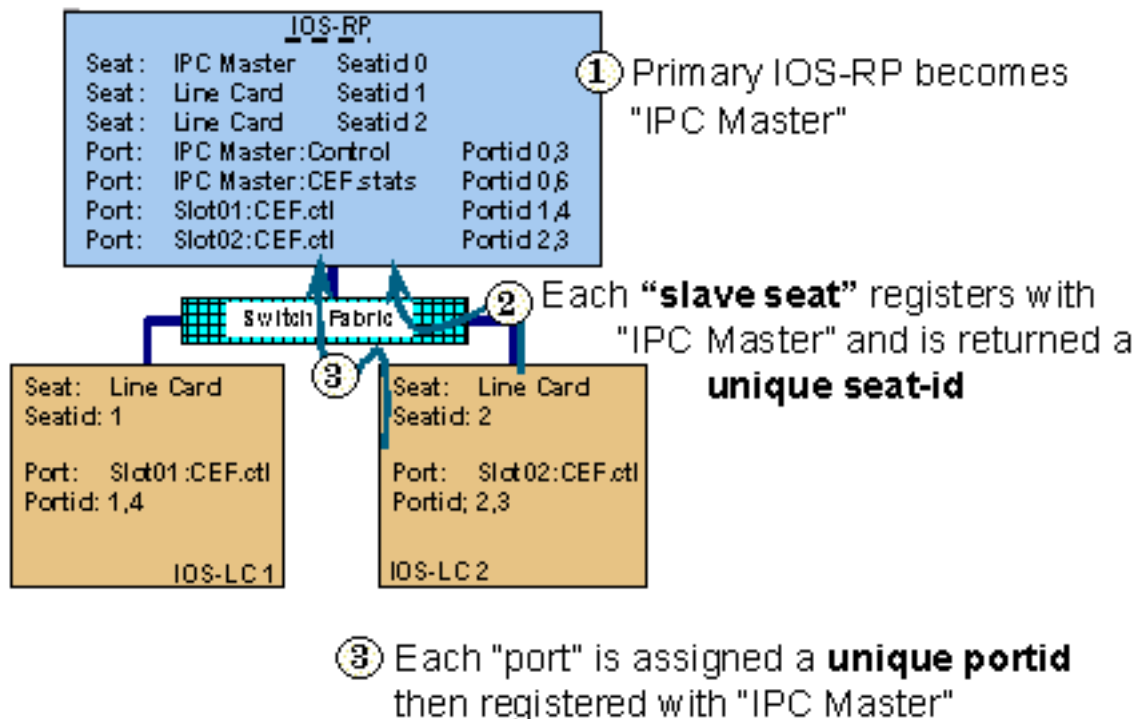 IOS-RP
Seat: IPC Master Seatid 0
Seat: Line Card Seatid 1
Seat: Line Card Seatid 2
Port: IPC Master:Control Portid 0,3
Port: IPC Master:CEF.stats Portid 0,6
Port: Slot01:CEF.ctl Portid 1,4
Port: Slot02:CEF.ctl Portid 2,3
1 Primary IOS-RP becomes
"IPC Master"
Switch Fabric
2 Each “slave seat” registers with
"IPC Master" and is returned a
unique seat-id
3
Seat: Line Card
Seatid: 1
Port: Slot01:CEF.ctl
Portid: 1,4
IOS-LC 1
Seat: Line Card
Seatid: 2
Port: Slot02:CEF.ctl
Portid; 2,3
IOS-LC 2
3 Each "port" is assigned a unique portid
then registered with "IPC Master"